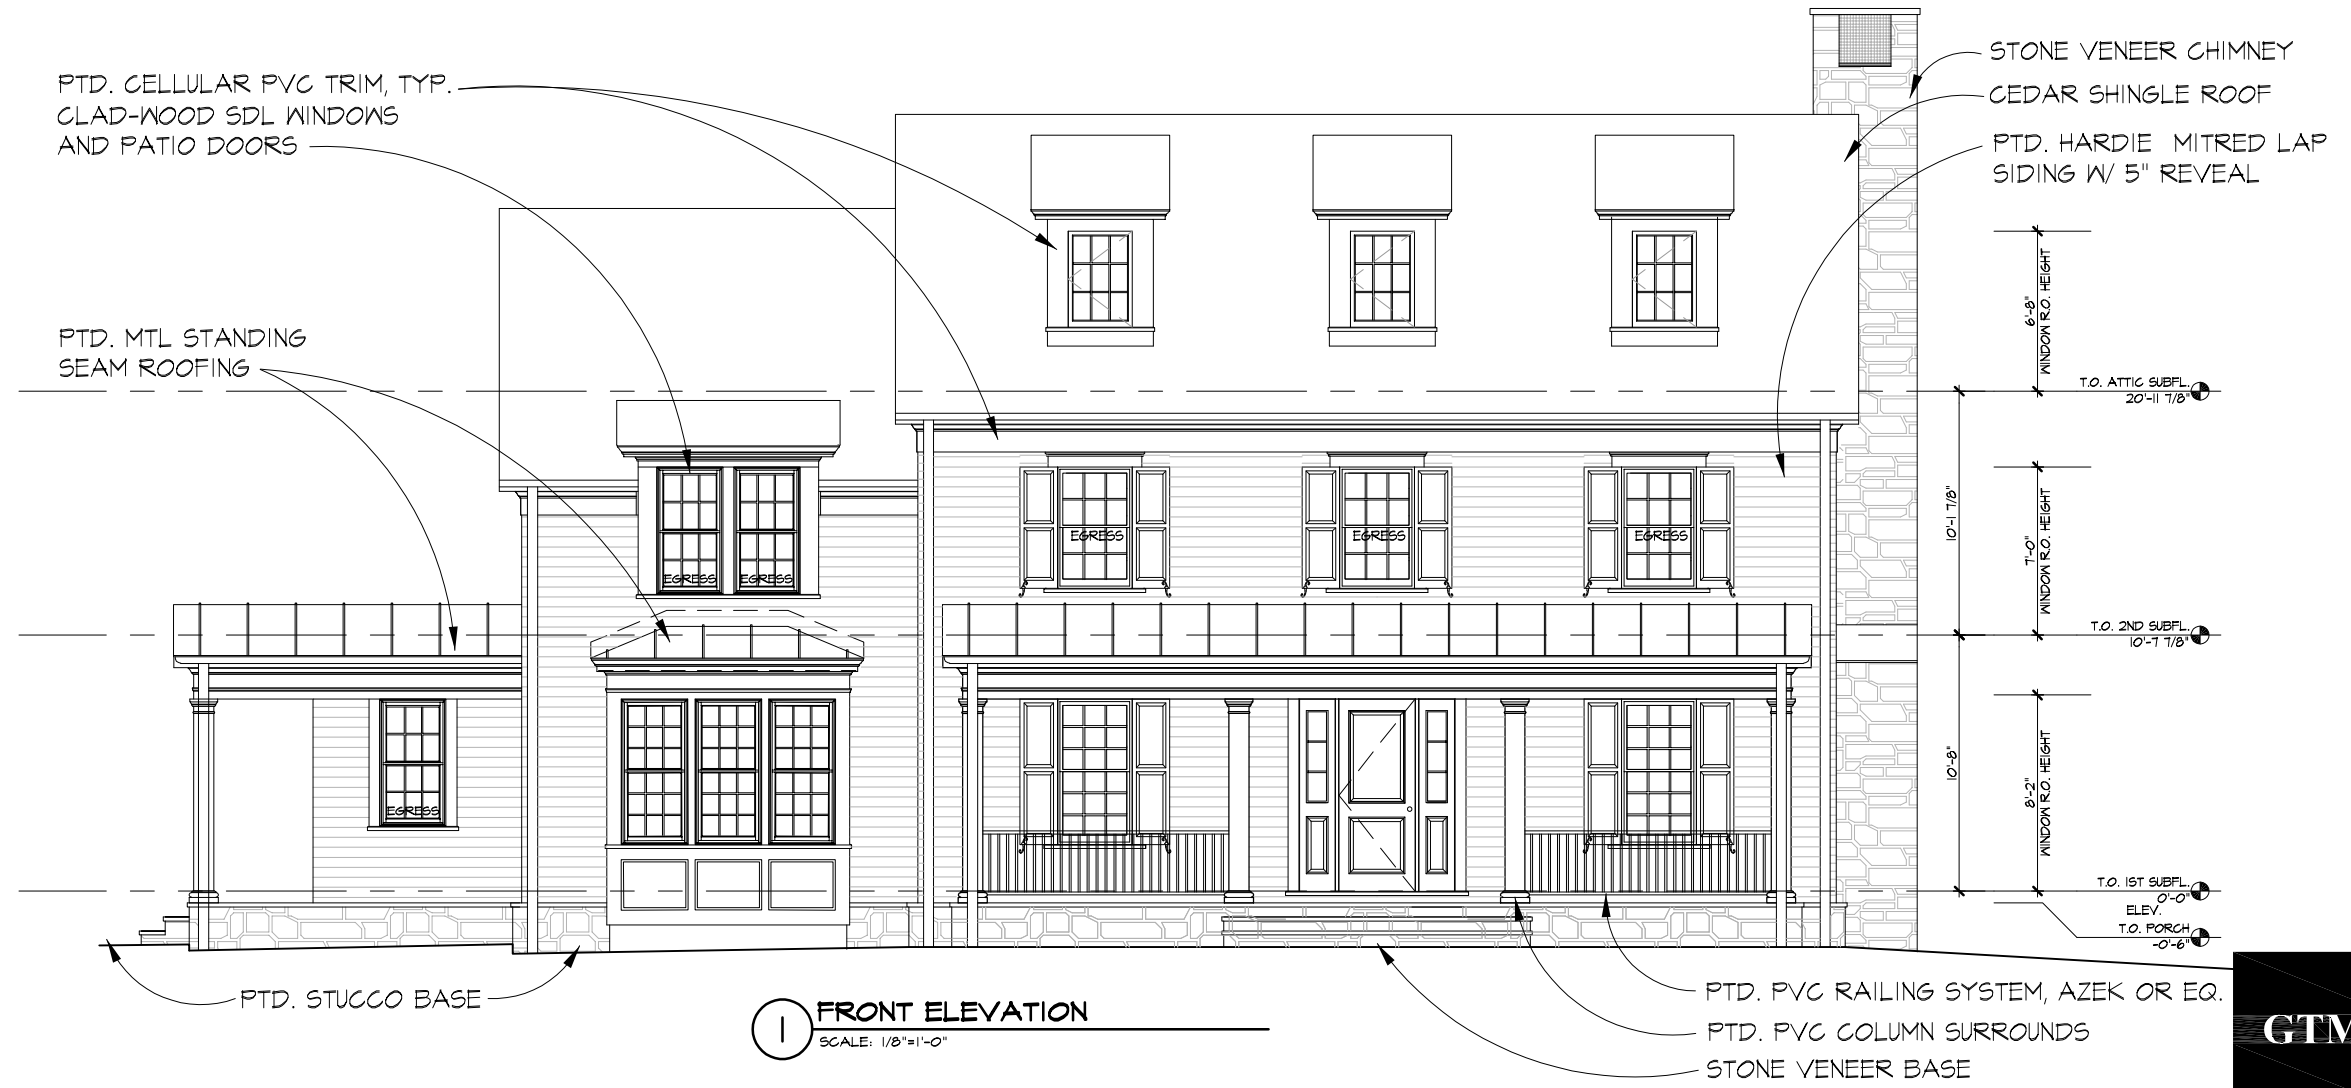 PTD. CELLULAR PVC TRIM, TYP.
CLAD-WOOD SDL WINDOWS
AND PATIO DOORS
PTD. MTL STANDING
SEAM ROOFING
STONE VENEER CHIMNEY
CEDAR SHINGLE ROOF
PTD. HARDIE MITRED LAP
SIDING W/ 5" REVEAL
6'-8"
WINDOW R.O. HEIGHT
T.O. ATTIC SUBFL.
20'-11 7/8"
10'-1 7/8"
7'-0"
WINDOW R.O. HEIGHT
T.O. 2ND SUBFL.
10'-7 7/8"
10'-8"
8'-2"
WINDOW R.O. HEIGHT
T.O. 1ST SUBFL.
0'-0"
ELEV.
T.O. PORCH
-0'-6"
EGRESS
EGRESS
EGRESS
EGRESS
EGRESS
EGRESS
PTD. STUCCO BASE
1
FRONT ELEVATION
SCALE: 1/8"=1'-0"
PTD. PVC RAILING SYSTEM, AZEK OR EQ.
PTD. PVC COLUMN SURROUNDS
STONE VENEER BASE
GTM